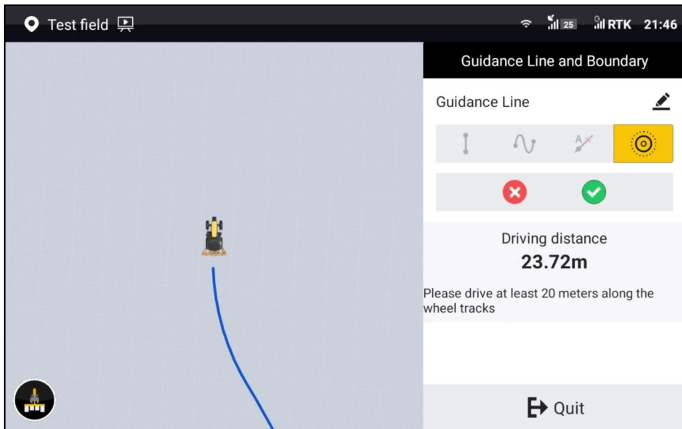 Test field
25
RTK 21:46
Guidance Line and Boundary
Guidance Line
A
Driving distance
23.72m
Please drive at least 20 meters along the
wheel tracks
Quit